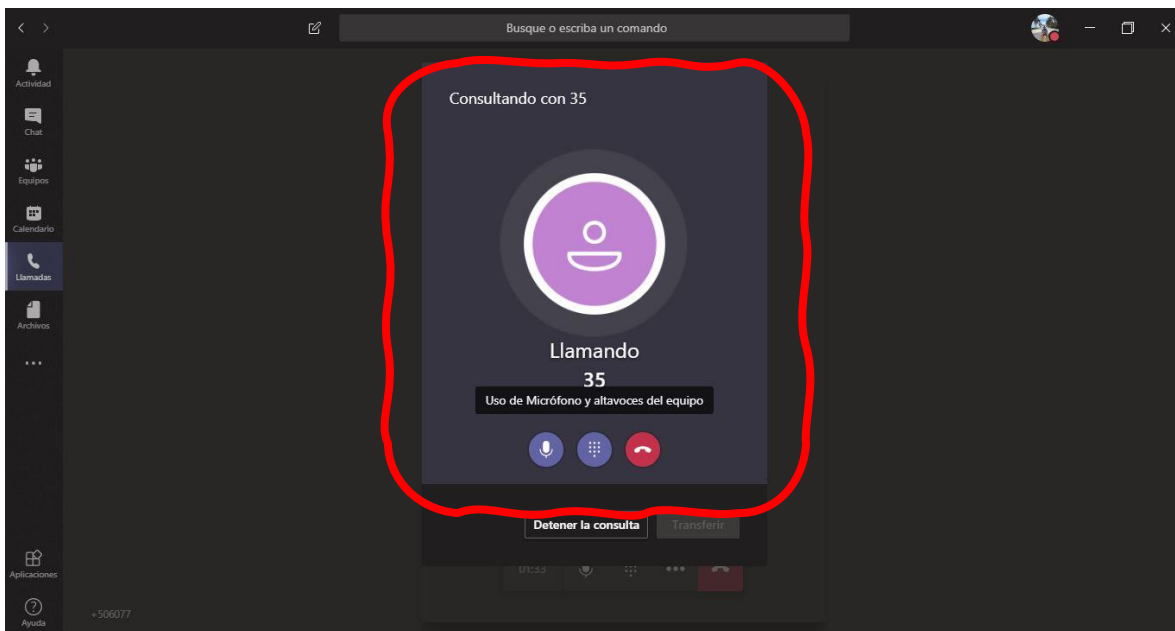 Busque o escriba un comando
Actividad
Chat
Equipos
Calendario
Llamadas
Archivos
Aplicaciones
Ayuda
Consultando con 35
Llamando
35
Uso de Micrófono y altavoces del equipo
Detener la consulta
Transferir
01:33
+506077